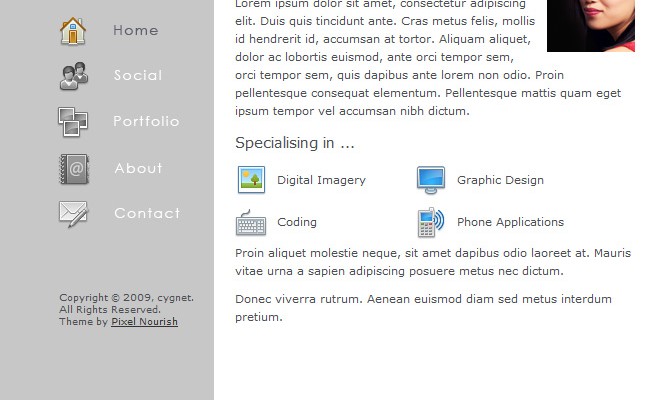 Home
Social
Portfolio
About
Contact
Copyright © 2009, cygnet.
All Rights Reserved.
Theme by Pixel Nourish
Lorem ipsum dolor sit amet, consectetur adipiscing
elit. Duis quis tincidunt ante. Cras metus felis, mollis
id hendrerit id, accumsan at tortor. Aliquam aliquet,
dolor ac lobortis euismod, ante orci tempor sem,
orci tempor sem, quis dapibus ante lorem non odio. Proin
pellentesque consequat elementum. Pellentesque mattis quam eget
ipsum tempor vel accumsan nibh dictum.
Specialising in ...
Digital Imagery
Graphic Design
Coding
Phone Applications
Proin aliquet molestie neque, sit amet dapibus odio laoreet at. Mauris
vitae urna a sapien adipiscing posuere metus nec dictum.
Donec viverra rutrum. Aenean euismod diam sed metus interdum
pretium.